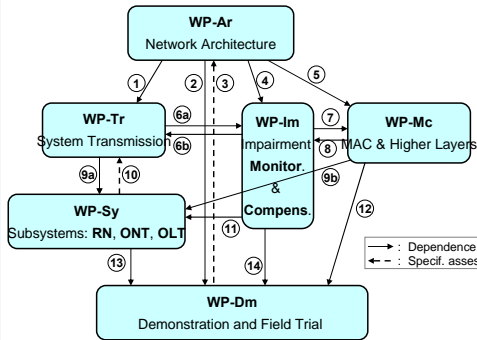 WP-Ar
Network Architecture
1
2
3
4
5
WP-Tr
System Transmission
6a
6b
WP-Im
Impairment
Monitor.
&
Compens.
7
8
WP-Mc
MAC & Higher Layers
9a
10
9b
WP-Sy
Subsystems: RN, ONT, OLT
11
12
: Dependence
: Specif. asses
13
14
WP-Dm
Demonstration and Field Trial